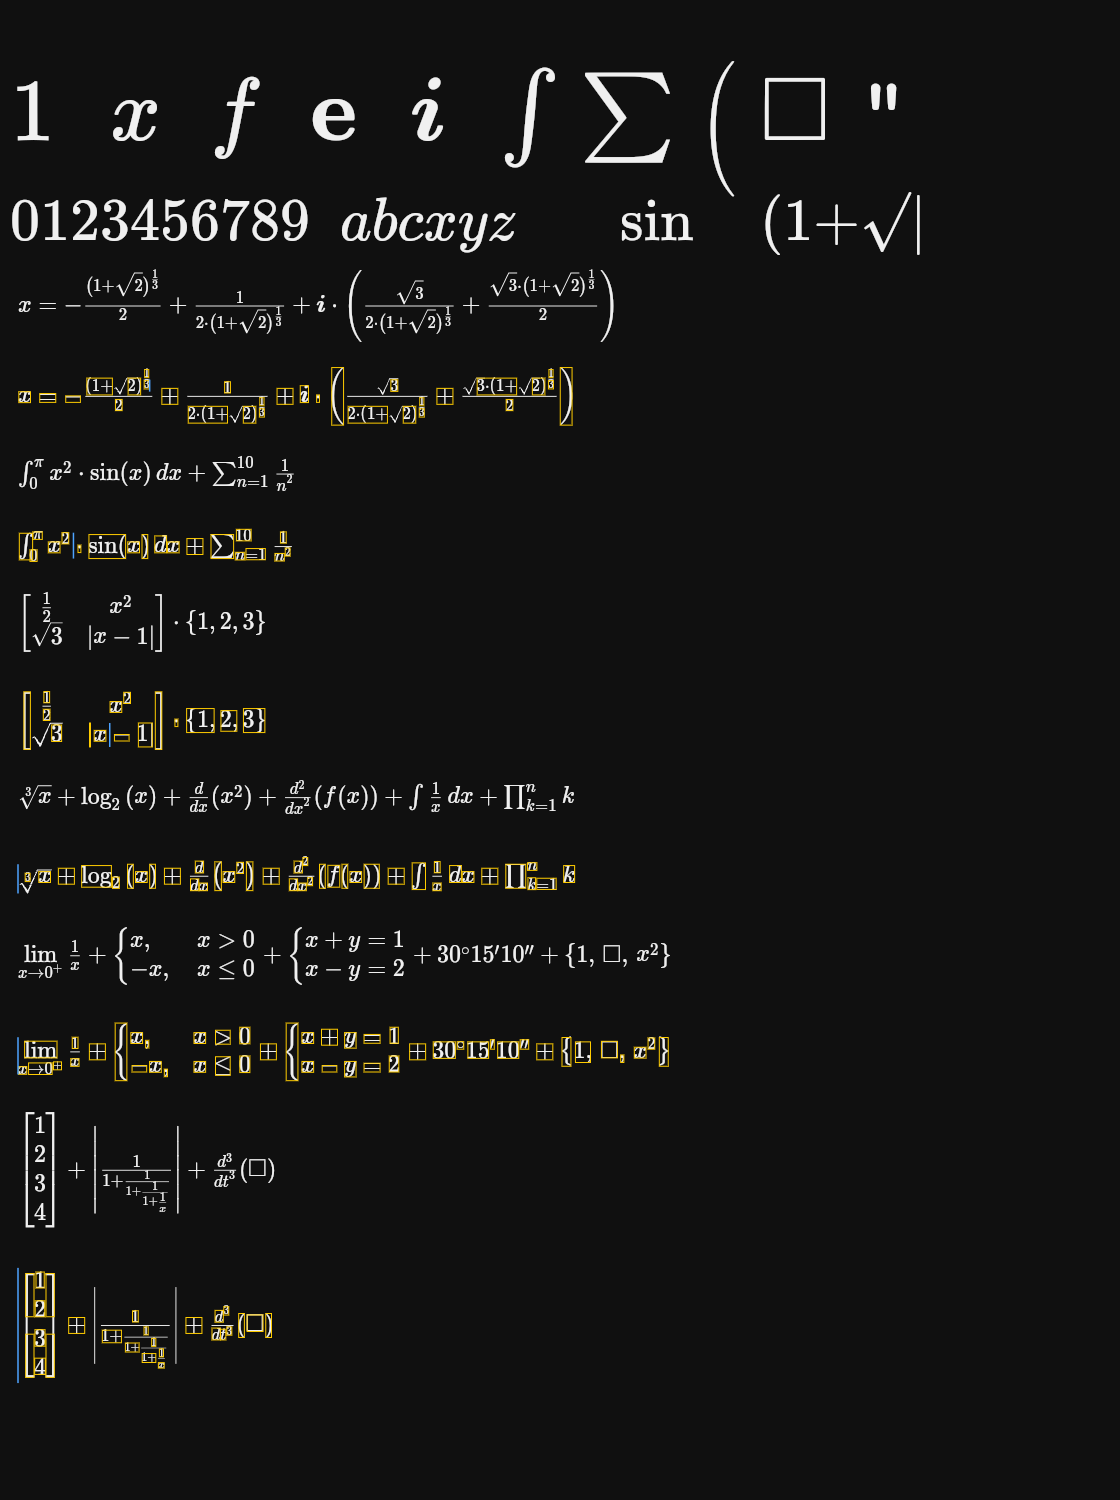 1 x f e i ∫ ∑ ( □ "
0123456789 abcxyz sin (1+√|
x = −(1+√2)^(1/3)/2 + 1/(2·(1+√2)^(1/3)) + i · (√3/(2·(1+√2)^(1/3)) + √3·(1+√2)^(1/3)/2)
x = −(1+√2)^(1/3)/2 + 1/(2·(1+√2)^(1/3)) + i · (√3/(2·(1+√2)^(1/3)) + √3·(1+√2)^(1/3)/2)
∫_0^π x² · sin(x) dx + ∑_{n=1}^{10} 1/n²
∫_0^π x² · sin(x) dx + ∑_{n=1}^{10} 1/n²
[1/2 x²
√3 |x − 1|] · {1, 2, 3}
[1/2 x²
√3 |x − 1|] · {1, 2, 3}
∛x + log₂(x) + d/dx(x²) + d²/dx²(f(x)) + ∫ 1/x dx + ∏_{k=1}^n k
∛x + log₂(x) + d/dx(x²) + d²/dx²(f(x)) + ∫ 1/x dx + ∏_{k=1}^n k
lim_{x→0⁺} 1/x + {x, x > 0; −x, x ≤ 0 + {x + y = 1; x − y = 2 + 30°15′10″ + {1, □, x²}
lim_{x→0⁺} 1/x + {x, x > 0; −x, x ≤ 0 + {x + y = 1; x − y = 2 + 30°15′10″ + {1, □, x²}
[1
2
3
4] + |1/(1+1/(1+1/(1+1/x)))| + d³/dt³(□)
[1
2
3
4] + |1/(1+1/(1+1/(1+1/x)))| + d³/dt³(□)